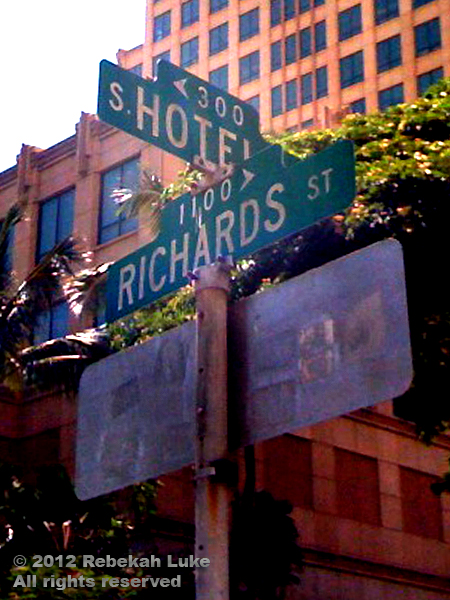 < 300
S. HOTEL
1100 >
RICHARDS ST
© 2012 Rebekah Luke
All rights reserved